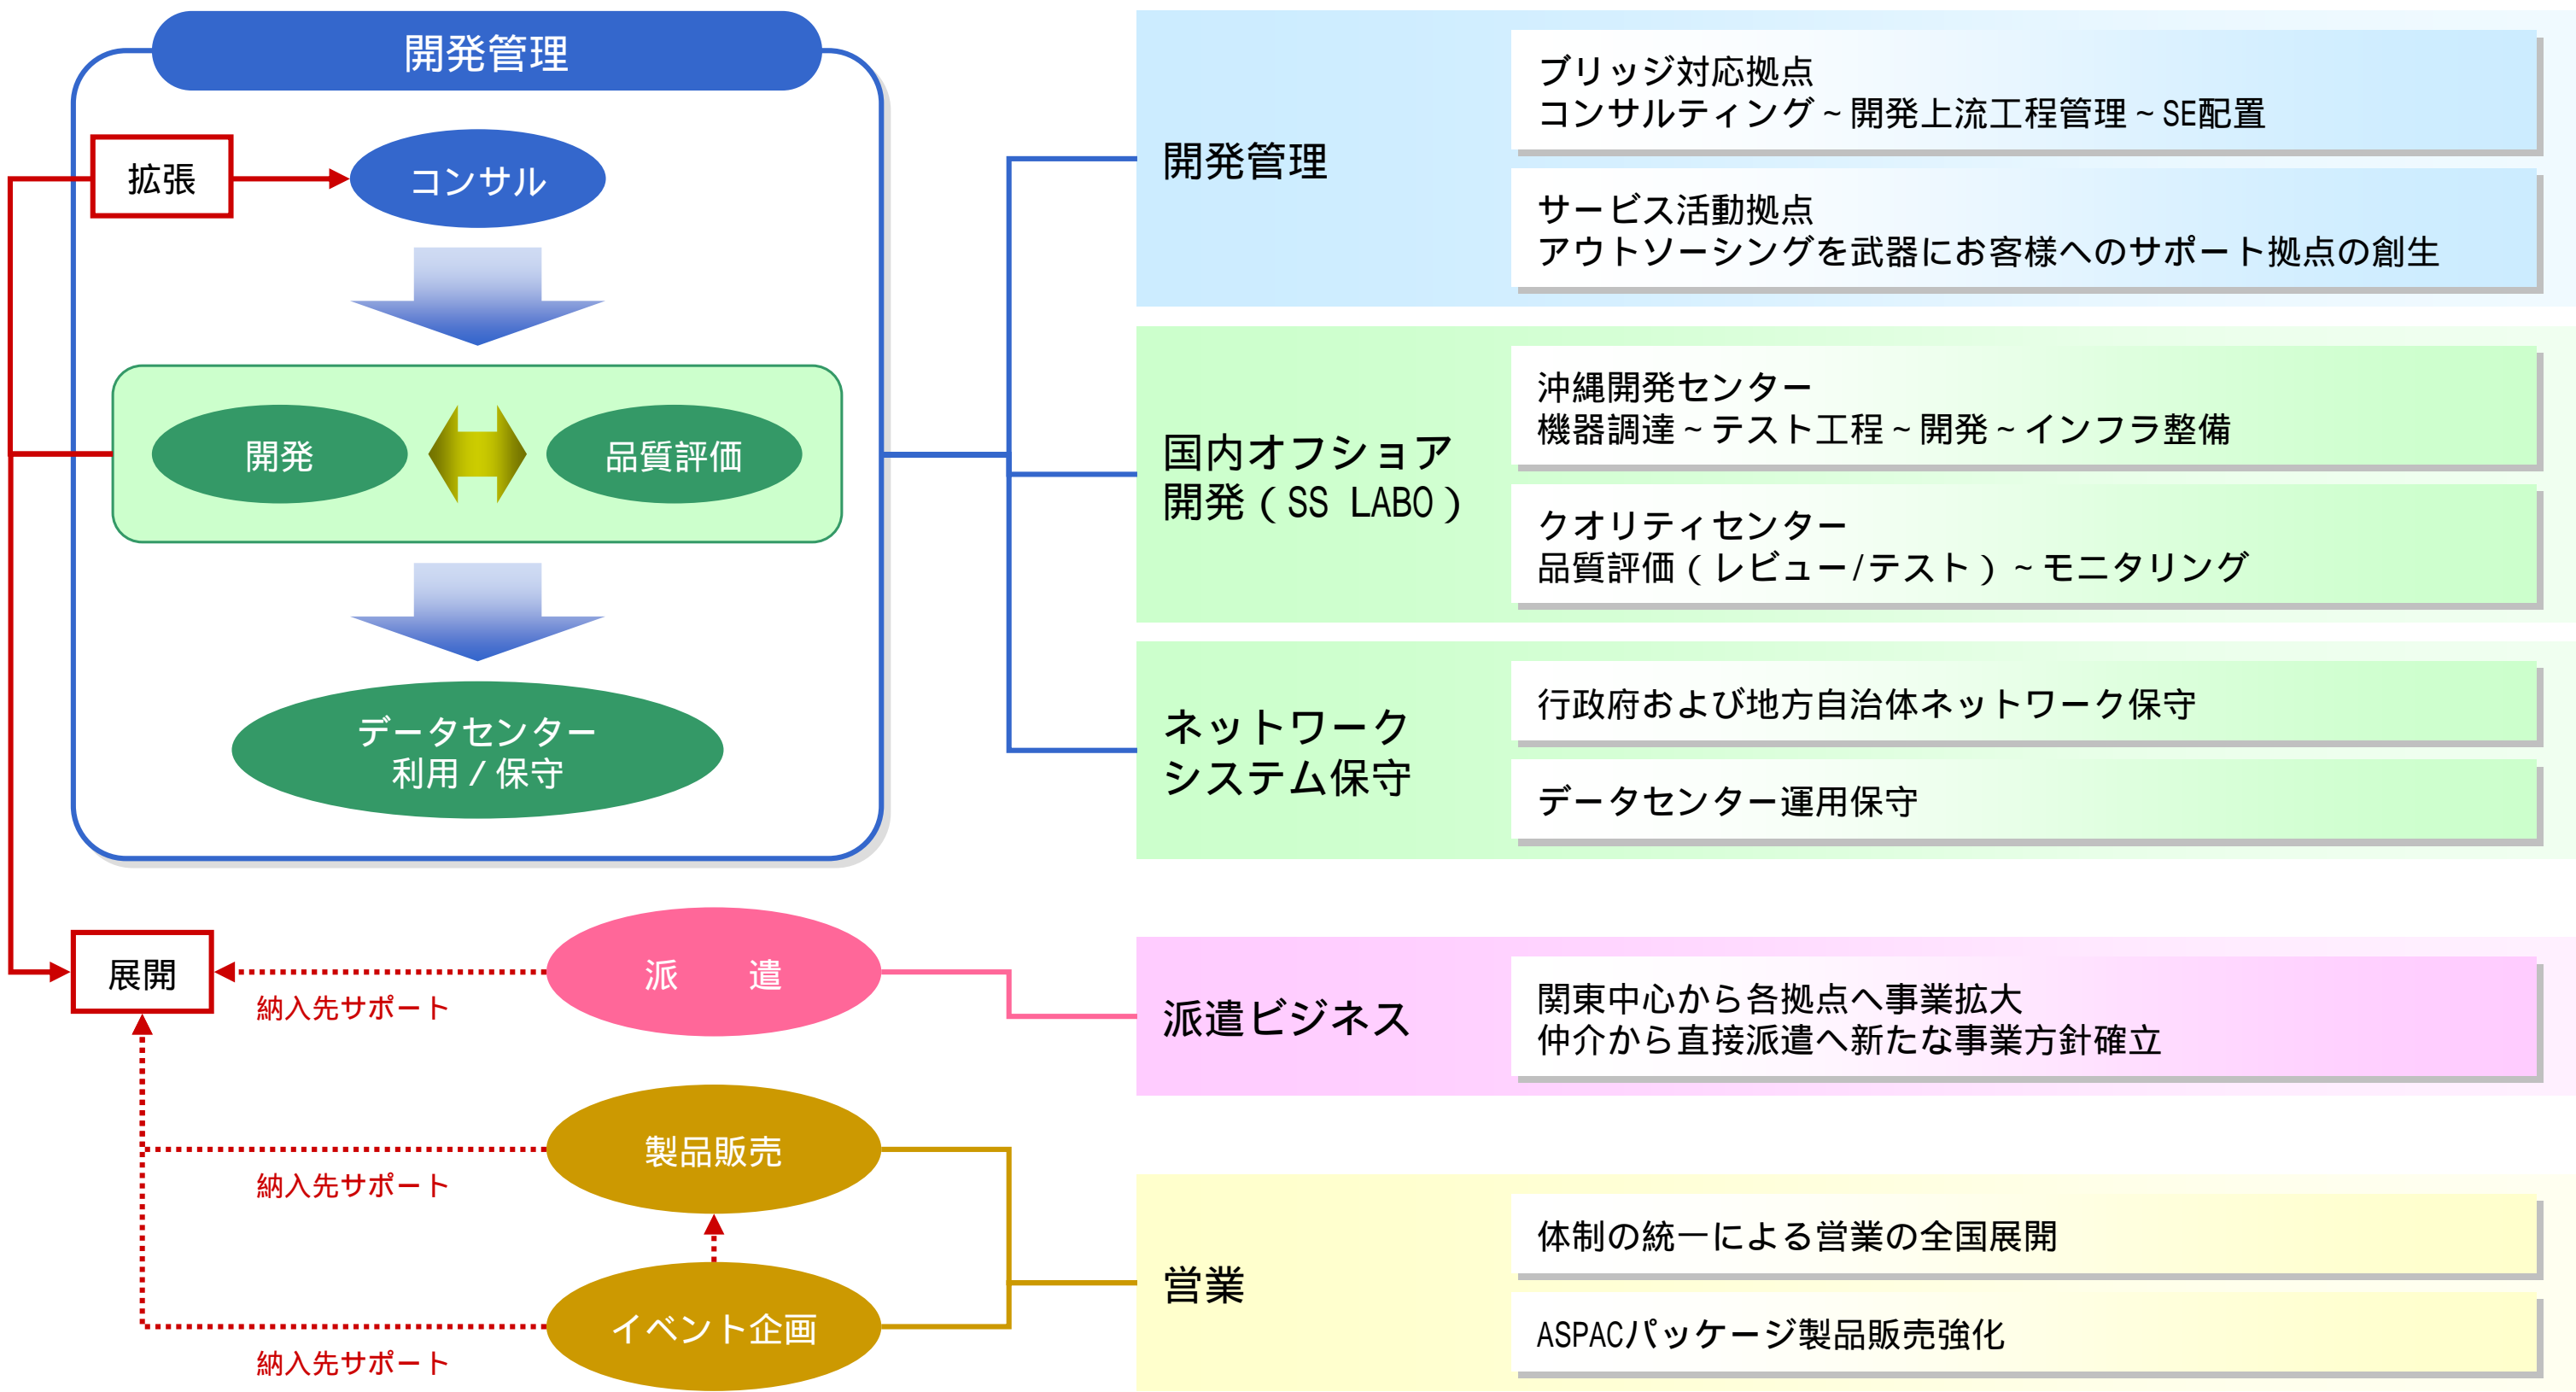 開発管理
拡張
コンサル
開発
品質評価
データセンター
利用/保守
展開
派　　遣
納入先サポート
製品販売
納入先サポート
イベント企画
納入先サポート
開発管理
ブリッジ対応拠点
コンサルティング~開発上流工程管理~SE配置
サービス活動拠点
アウトソーシングを武器にお客様へのサポート拠点の創生
国内オフショア
開発(SS LABO)
沖縄開発センター
機器調達~テスト工程~開発~インフラ整備
クオリティセンター
品質評価(レビュー/テスト)~モニタリング
ネットワーク
システム保守
行政府および地方自治体ネットワーク保守
データセンター運用保守
派遣ビジネス
関東中心から各拠点へ事業拡大
仲介から直接派遣へ新たな事業方針確立
営業
体制の統一による営業の全国展開
ASPACパッケージ製品販売強化